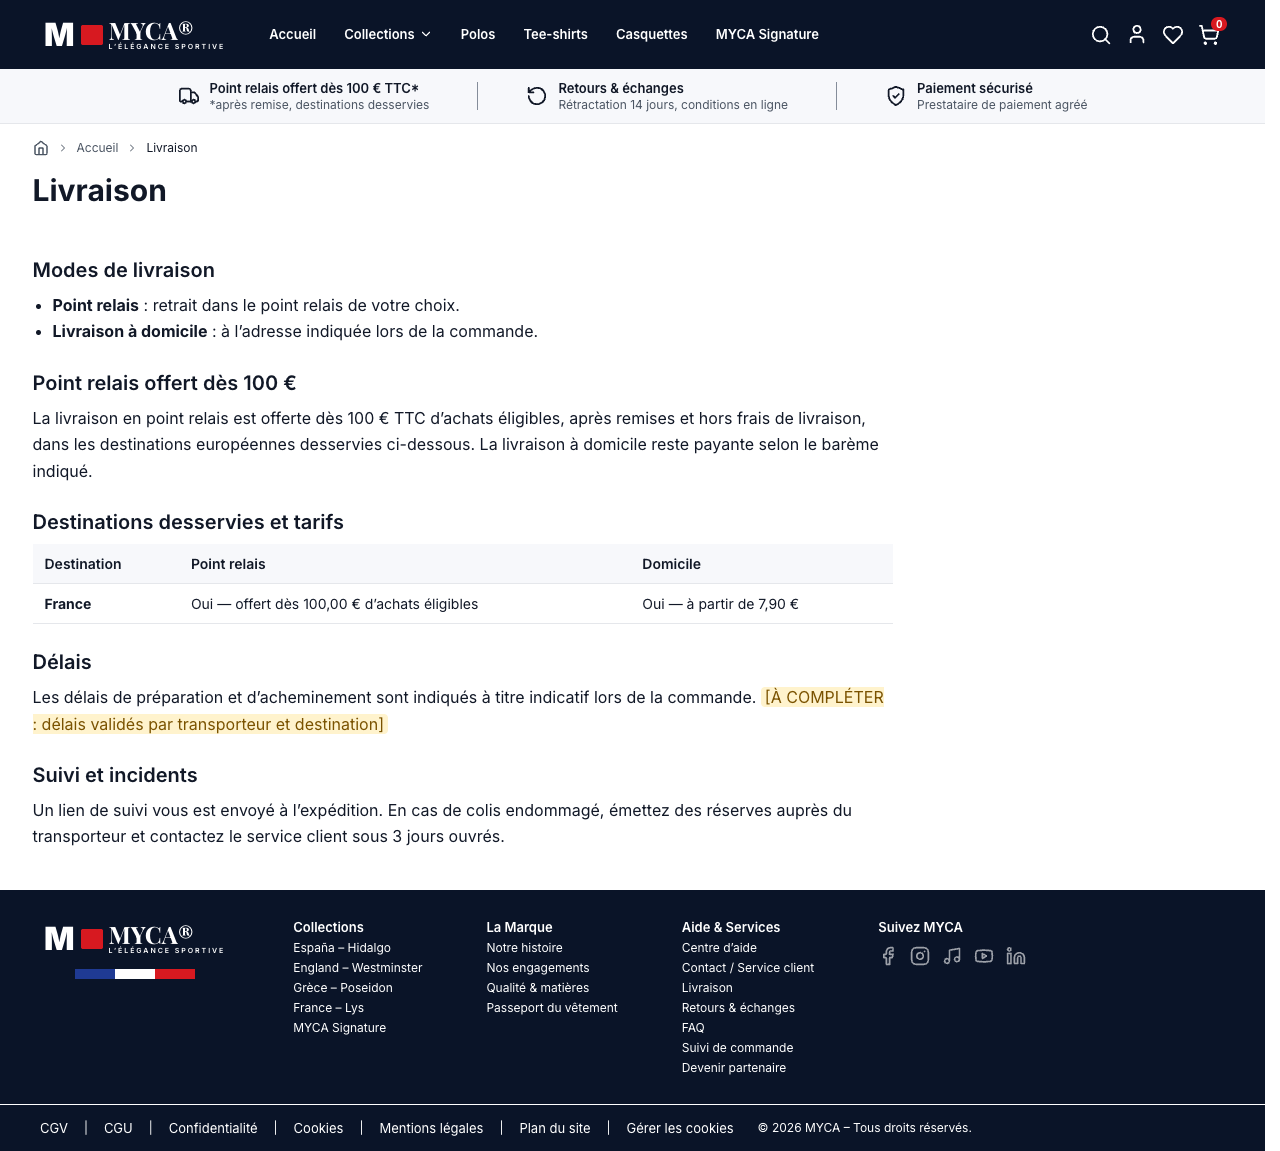 M MYCA®
L'ÉLÉGANCE SPORTIVE
Accueil
Collections
Polos
Tee-shirts
Casquettes
MYCA Signature
0
Point relais offert dès 100 € TTC*
*après remise, destinations desservies
Retours & échanges
Rétractation 14 jours, conditions en ligne
Paiement sécurisé
Prestataire de paiement agréé
Accueil
Livraison
Livraison
Modes de livraison
• Point relais : retrait dans le point relais de votre choix.
• Livraison à domicile : à l’adresse indiquée lors de la commande.
Point relais offert dès 100 €
La livraison en point relais est offerte dès 100 € TTC d’achats éligibles, après remises et hors frais de livraison,
dans les destinations européennes desservies ci-dessous. La livraison à domicile reste payante selon le barème
indiqué.
Destinations desservies et tarifs
Destination Point relais Domicile
France Oui — offert dès 100,00 € d’achats éligibles Oui — à partir de 7,90 €
Délais
Les délais de préparation et d’acheminement sont indiqués à titre indicatif lors de la commande. [À COMPLÉTER
: délais validés par transporteur et destination]
Suivi et incidents
Un lien de suivi vous est envoyé à l’expédition. En cas de colis endommagé, émettez des réserves auprès du
transporteur et contactez le service client sous 3 jours ouvrés.
M MYCA®
L'ÉLÉGANCE SPORTIVE
Collections
España – Hidalgo
England – Westminster
Grèce – Poseidon
France – Lys
MYCA Signature
La Marque
Notre histoire
Nos engagements
Qualité & matières
Passeport du vêtement
Aide & Services
Centre d’aide
Contact / Service client
Livraison
Retours & échanges
FAQ
Suivi de commande
Devenir partenaire
Suivez MYCA
CGV | CGU | Confidentialité | Cookies | Mentions légales | Plan du site | Gérer les cookies © 2026 MYCA – Tous droits réservés.